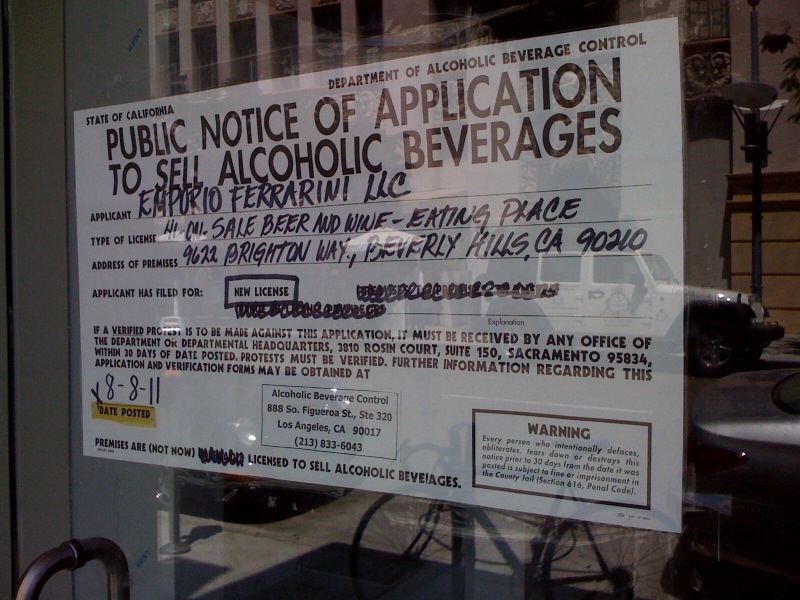 STATE OF CALIFORNIA
DEPARTMENT OF ALCOHOLIC BEVERAGE CONTROL
PUBLIC NOTICE OF APPLICATION
TO SELL ALCOHOLIC BEVERAGES
APPLICANT EMPORIO FERRARINI LLC
TYPE OF LICENSE 41-ON-SALE BEER AND WINE - EATING PLACE
ADDRESS OF PREMISES 9622 BRIGHTON WAY., BEVERLY HILLS, CA 90210
APPLICANT HAS FILED FOR: NEW LICENSE
Explanation
IF A VERIFIED PROTEST IS TO BE MADE AGAINST THIS APPLICATION, IT MUST BE RECEIVED BY ANY OFFICE OF
THE DEPARTMENT OR DEPARTMENTAL HEADQUARTERS, 3810 ROSIN COURT, SUITE 150, SACRAMENTO 95834,
WITHIN 30 DAYS OF DATE POSTED. PROTESTS MUST BE VERIFIED. FURTHER INFORMATION REGARDING THIS
APPLICATION AND VERIFICATION FORMS MAY BE OBTAINED AT
x 8-8-11
DATE POSTED
Alcoholic Beverage Control
888 So. Figueroa St., Ste 320
Los Angeles, CA 90017
(213) 833-6043
WARNING
Every person who intentionally defaces,
obliterates, tears down or destroys this
notice prior to 30 days from the date it was
posted is subject to fine or imprisonment in
the County Jail (Section 616, Penal Code).
PREMISES ARE (NOT NOW) LICENSED TO SELL ALCOHOLIC BEVERAGES.